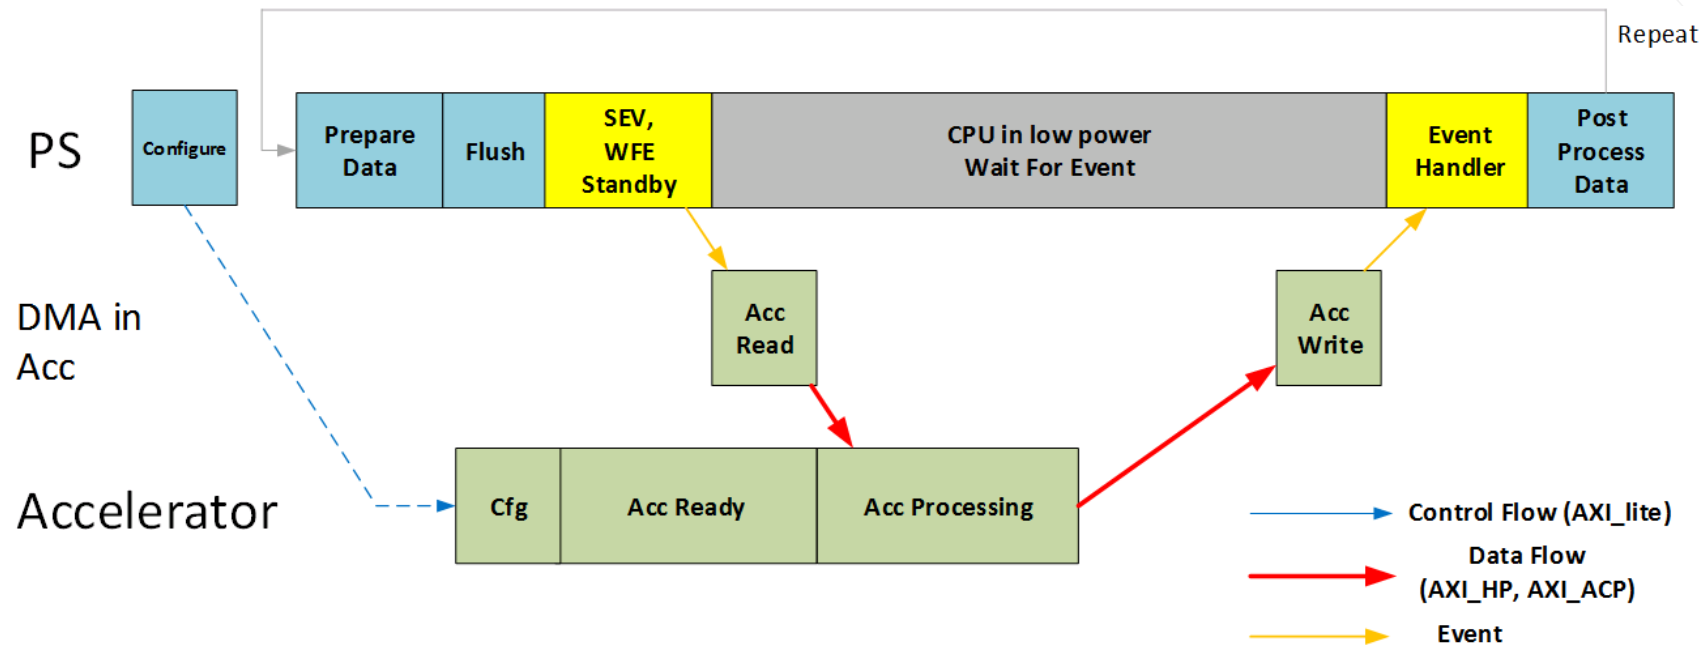 Repeat
PS
Configure
Prepare
Data
Flush
SEV,
WFE
Standby
CPU in low power
Wait For Event
Event
Handler
Post
Process
Data
DMA in
Acc
Acc
Read
Acc
Write
Accelerator
Cfg
Acc Ready
Acc Processing
Control Flow (AXI_lite)
Data Flow
(AXI_HP, AXI_ACP)
Event